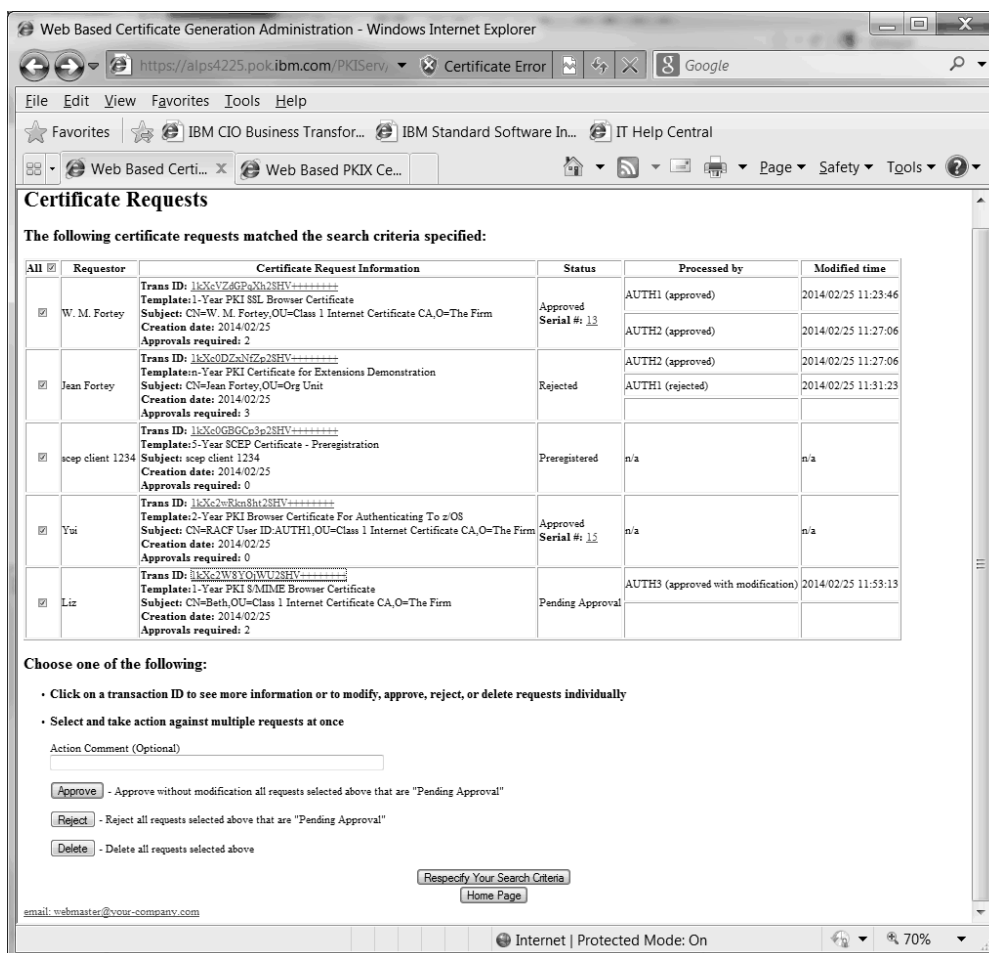 Web Based Certificate Generation Administration - Windows Internet Explorer
https://alps4225.pok.ibm.com/PKIServ/ Certificate Error Google
File Edit View Favorites Tools Help
Favorites IBM CIO Business Transfor... IBM Standard Software In... IT Help Central
Web Based Certi... X Web Based PKIX Ce... Page Safety Tools
Certificate Requests
The following certificate requests matched the search criteria specified:
All Requestor Certificate Request Information Status Processed by Modified time
W. M. Fortey
Trans ID: 1kXcVZdGPqXh2SHV++++++++
Template:1-Year PKI SSL Browser Certificate
Subject: CN=W. M. Fortey,OU=Class 1 Internet Certificate CA,O=The Firm
Creation date: 2014/02/25
Approvals required: 2
Approved
Serial #: 13
AUTH1 (approved) 2014/02/25 11:23:46
AUTH2 (approved) 2014/02/25 11:27:06
Jean Fortey
Trans ID: 1kXc0DZxNfZp2SHV++++++++
Template:n-Year PKI Certificate for Extensions Demonstration
Subject: CN=Jean Fortey,OU=Org Unit
Creation date: 2014/02/25
Approvals required: 3
Rejected
AUTH2 (approved) 2014/02/25 11:27:06
AUTH1 (rejected) 2014/02/25 11:31:23
scep client 1234
Trans ID: 1kXc0GBGCp3p2SHV++++++++
Template:5-Year SCEP Certificate - Preregistration
Subject: scep client 1234
Creation date: 2014/02/25
Approvals required: 0
Preregistered
n/a n/a
Yui
Trans ID: 1kXc2wRkn8ht2SHV++++++++
Template:2-Year PKI Browser Certificate For Authenticating To z/OS
Subject: CN=RACF User ID:AUTH1,OU=Class 1 Internet Certificate CA,O=The Firm
Creation date: 2014/02/25
Approvals required: 0
Approved
Serial #: 15
n/a n/a
Liz
Trans ID: 1kXc2W8YOjWU2SHV++++++++
Template:1-Year PKI S/MIME Browser Certificate
Subject: CN=Beth,OU=Class 1 Internet Certificate CA,O=The Firm
Creation date: 2014/02/25
Approvals required: 2
Pending Approval
AUTH3 (approved with modification) 2014/02/25 11:53:13
Choose one of the following:
• Click on a transaction ID to see more information or to modify, approve, reject, or delete requests individually
• Select and take action against multiple requests at once
Action Comment (Optional)
Approve - Approve without modification all requests selected above that are "Pending Approval"
Reject - Reject all requests selected above that are "Pending Approval"
Delete - Delete all requests selected above
Respecify Your Search Criteria
Home Page
email: webmaster@your-company.com
Internet | Protected Mode: On 70%